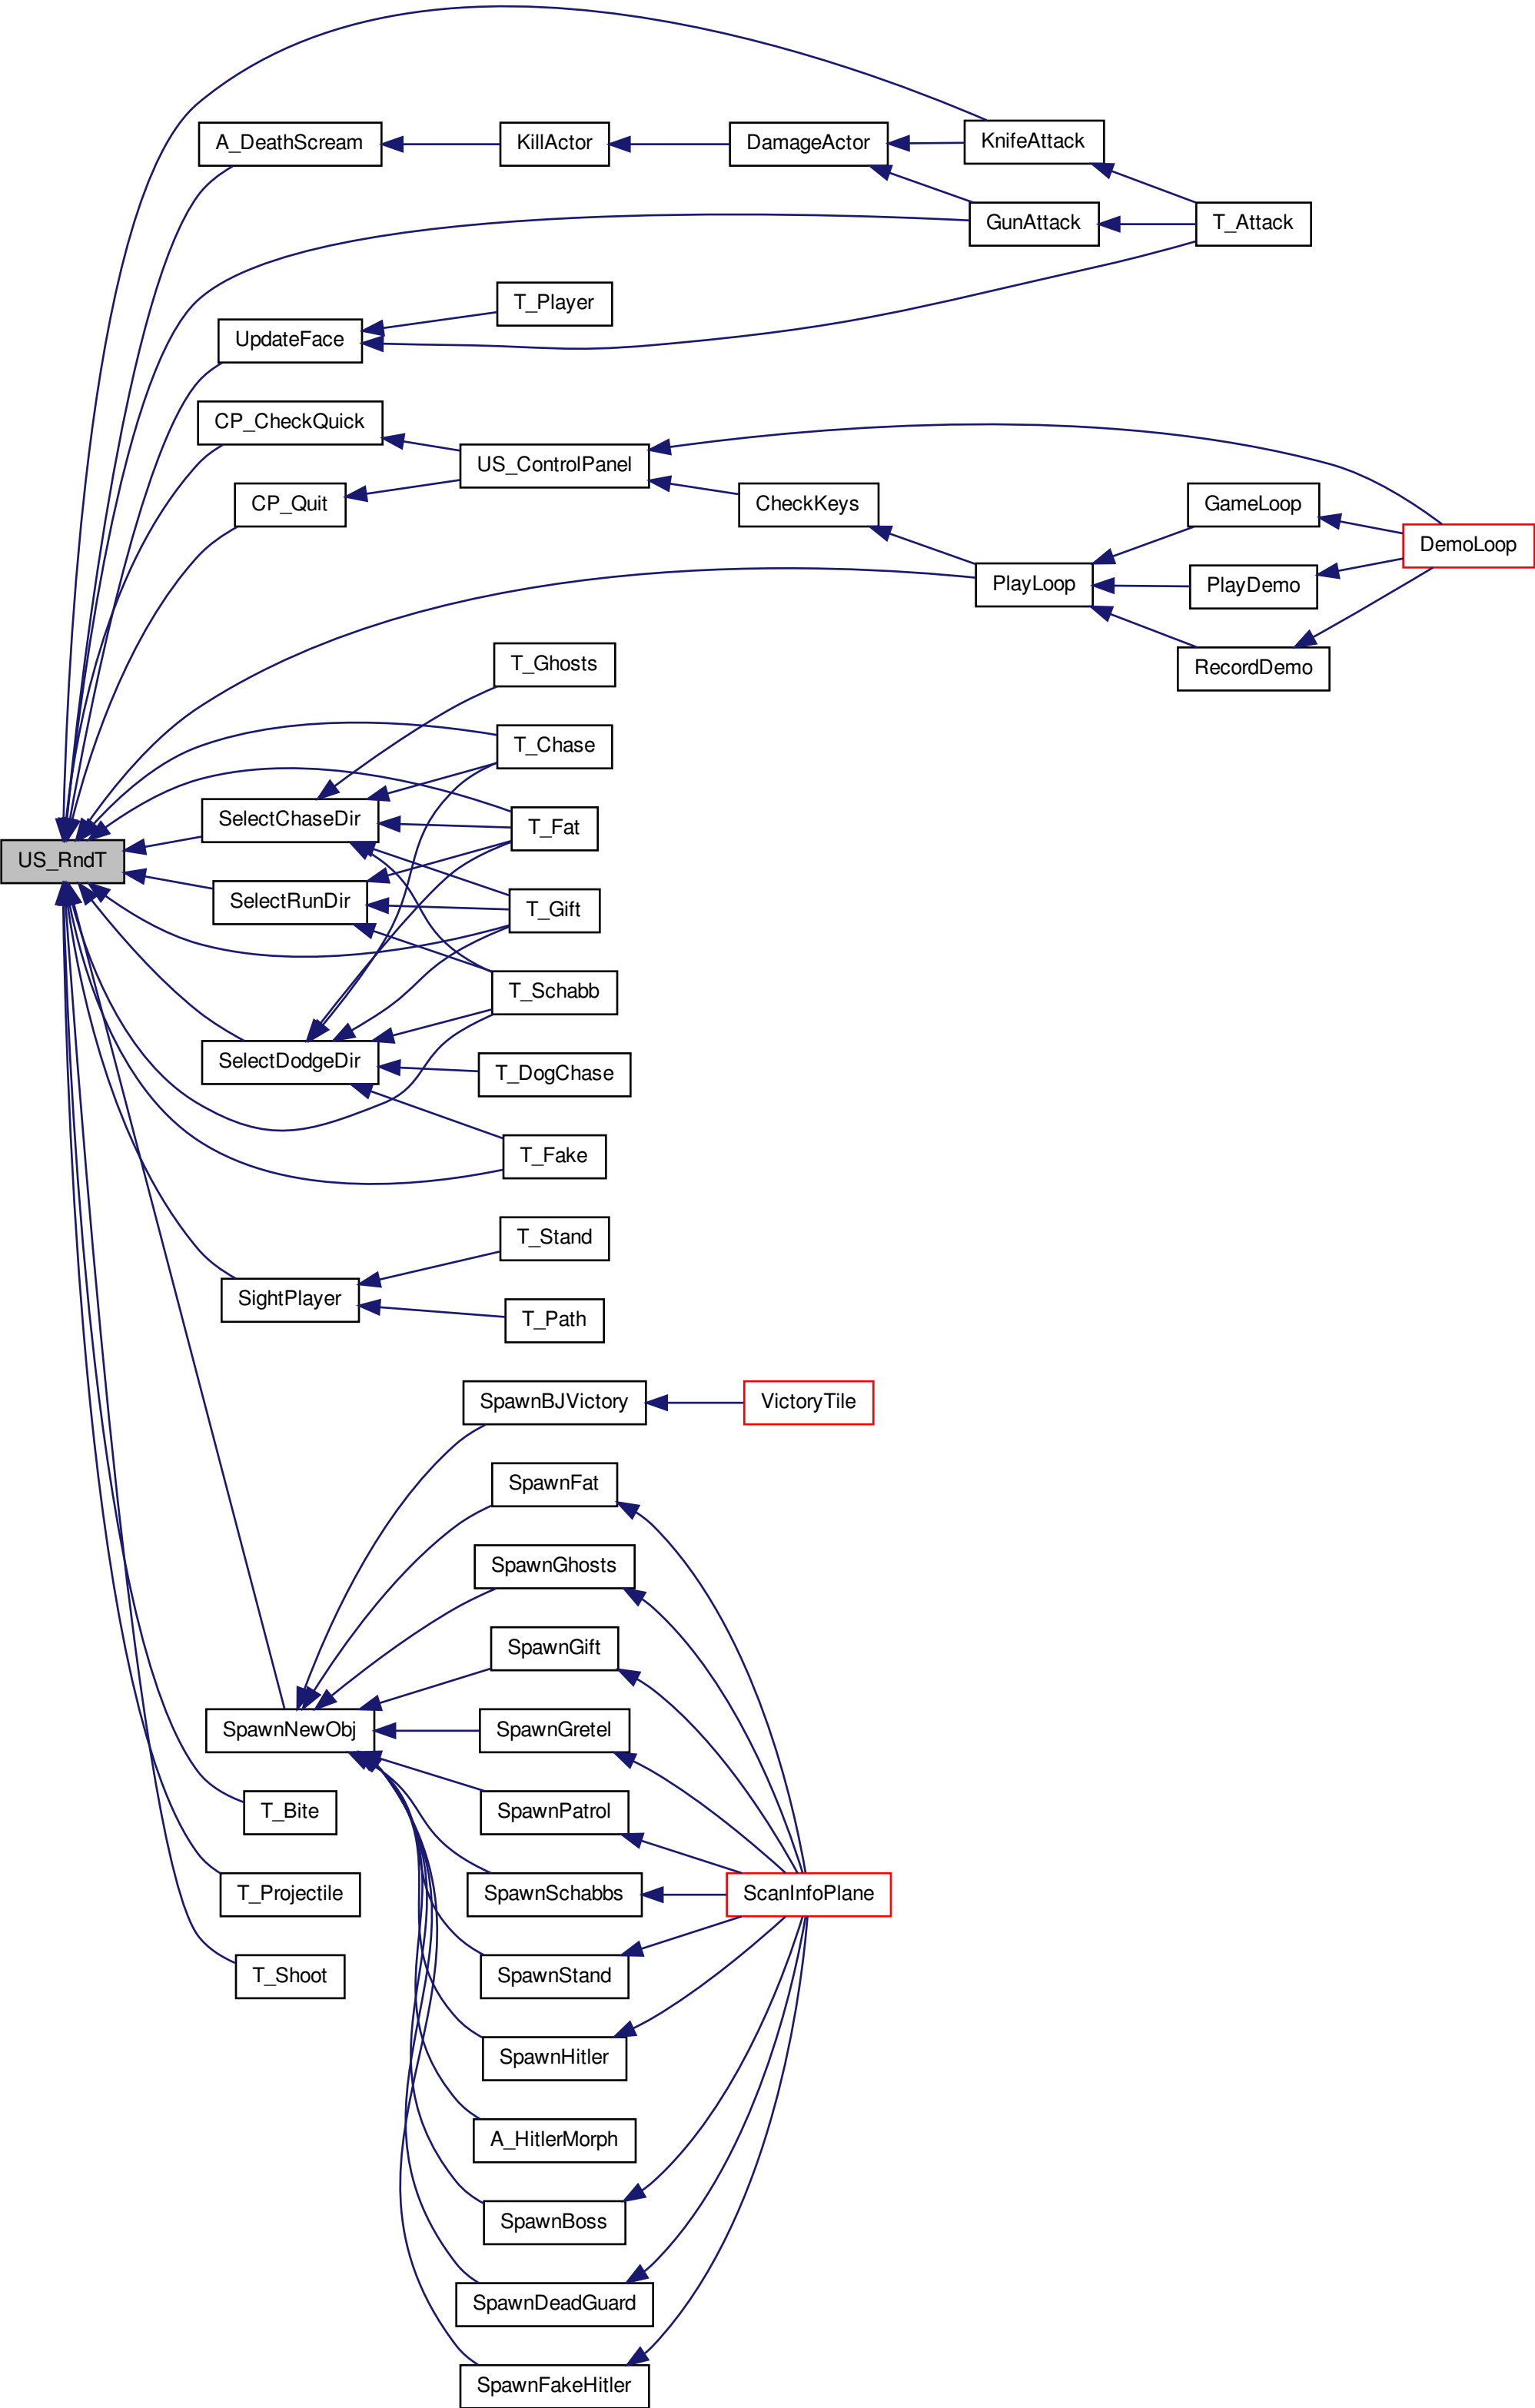 A_DeathScream
KillActor
DamageActor
KnifeAttack
GunAttack
T_Attack
T_Player
UpdateFace
CP_CheckQuick
US_ControlPanel
CP_Quit
CheckKeys
GameLoop
DemoLoop
PlayLoop
PlayDemo
RecordDemo
T_Ghosts
T_Chase
SelectChaseDir
T_Fat
US_RndT
SelectRunDir
T_Gift
T_Schabb
SelectDodgeDir
T_DogChase
T_Fake
T_Stand
SightPlayer
T_Path
SpawnBJVictory
VictoryTile
SpawnFat
SpawnGhosts
SpawnGift
SpawnNewObj
SpawnGretel
T_Bite
SpawnPatrol
T_Projectile
SpawnSchabbs
ScanInfoPlane
T_Shoot
SpawnStand
SpawnHitler
A_HitlerMorph
SpawnBoss
SpawnDeadGuard
SpawnFakeHitler